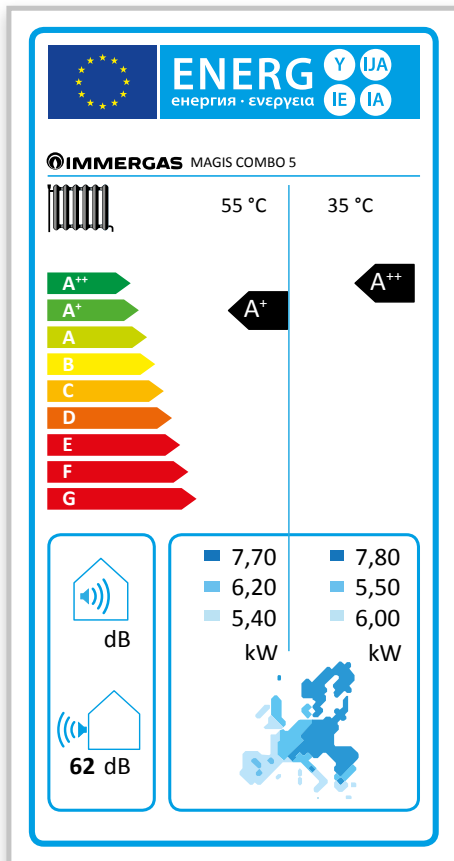 ENERG Y IJA
енергия · ενεργεια IE IA
IMMERGAS MAGIS COMBO 5
55 °C 35 °C
A++
A+
A
B
C
D
E
F
G
A+
A++
7,70 7,80
6,20 5,50
5,40 6,00
kW kW
dB
62 dB